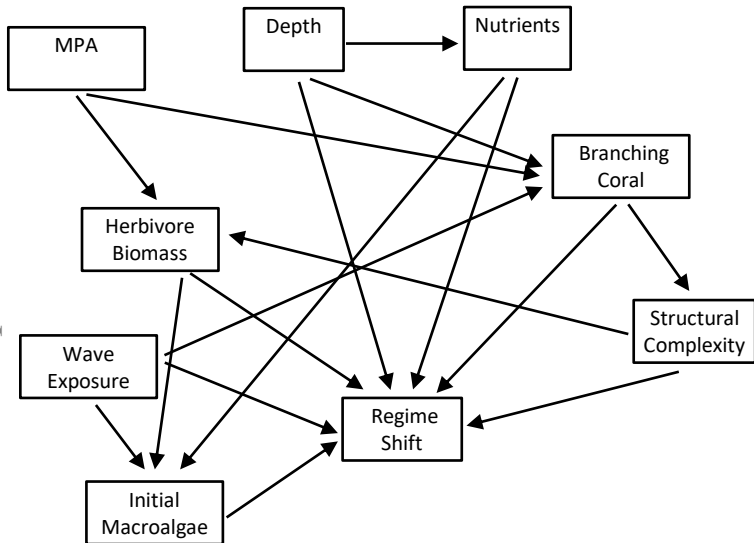 MPA
Depth
Nutrients
Branching
Coral
Herbivore
Biomass
Structural
Complexity
Wave
Exposure
Regime
Shift
Initial
Macroalgae